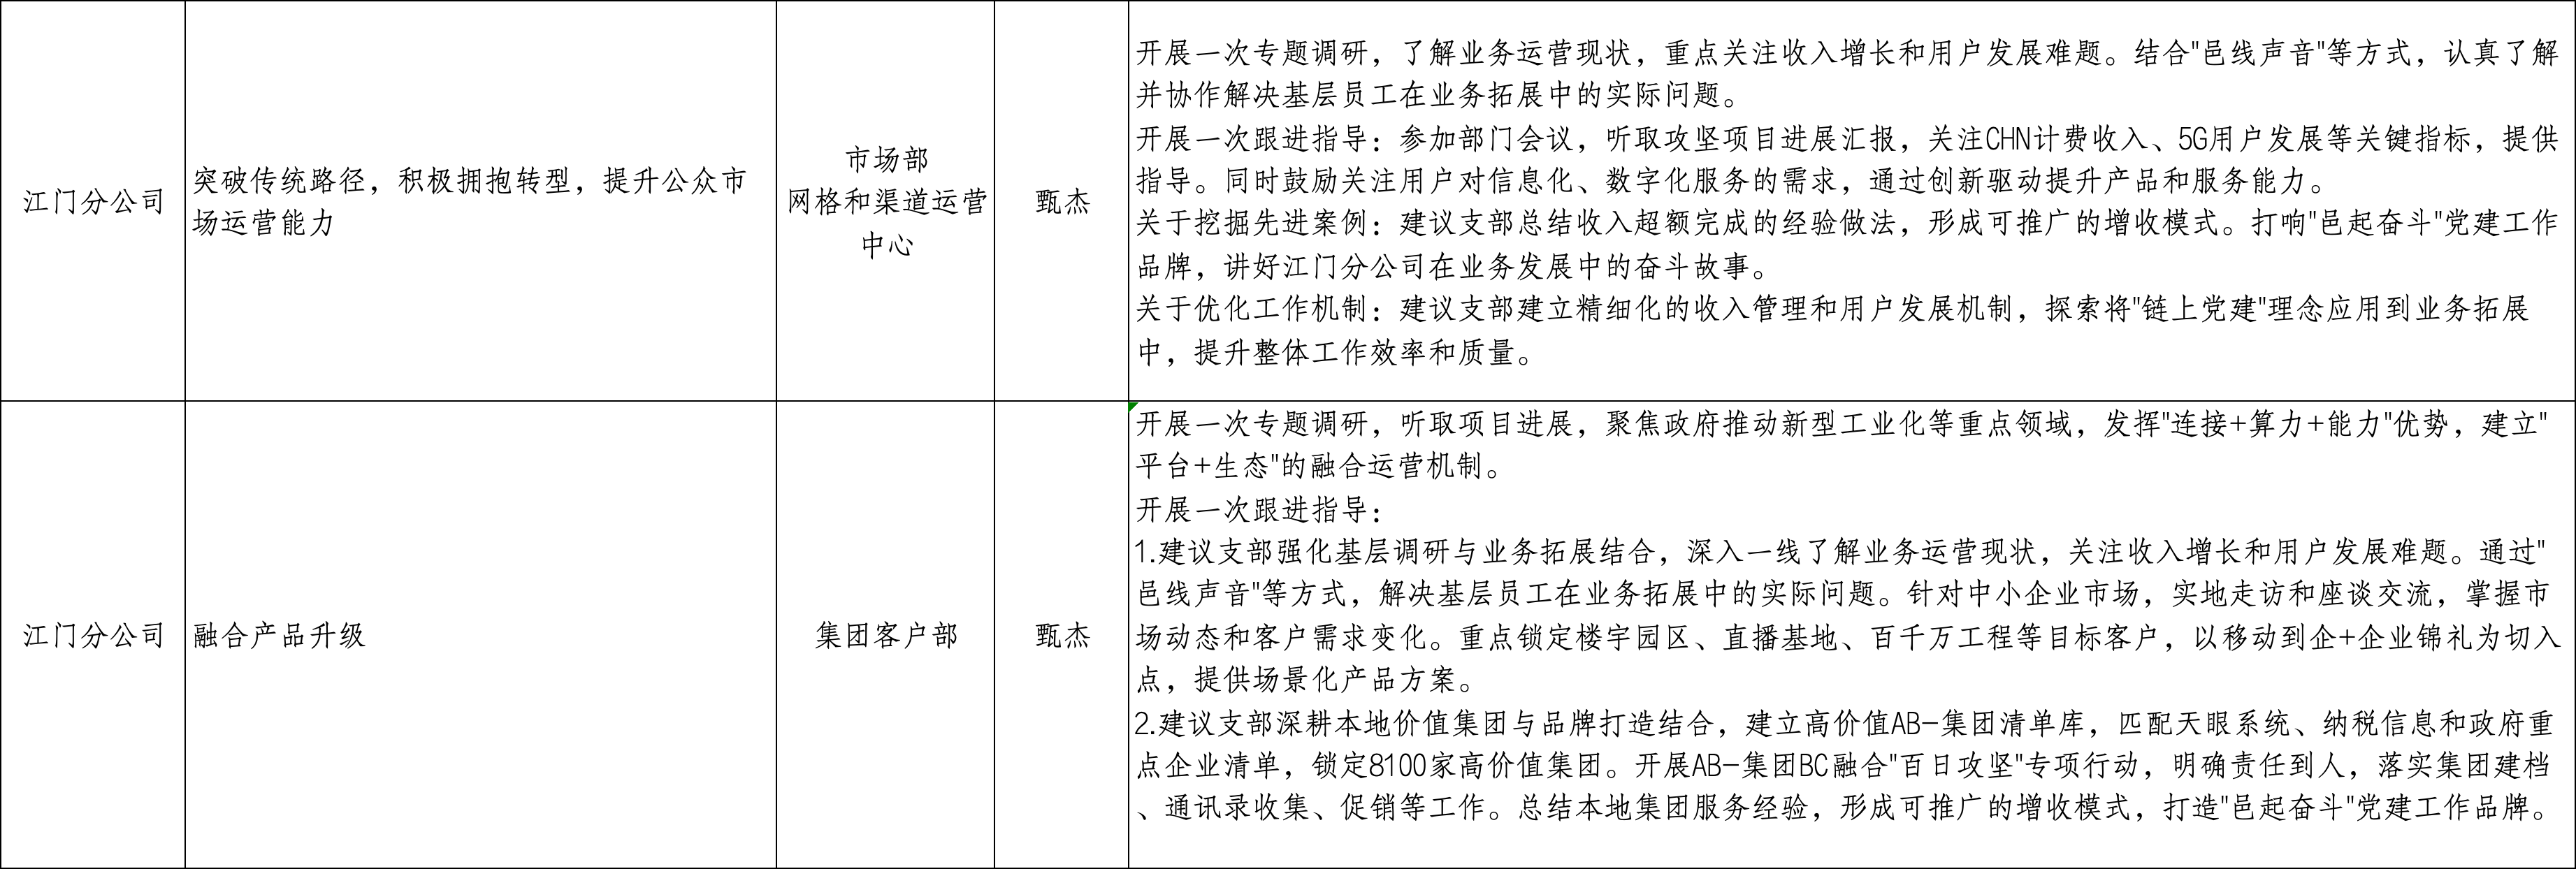 江门分公司
突破传统路径，积极拥抱转型，提升公众市
场运营能力
市场部
网格和渠道运营
中心
甄杰
开展一次专题调研，了解业务运营现状，重点关注收入增长和用户发展难题。结合"邑线声音"等方式，认真了解
并协作解决基层员工在业务拓展中的实际问题。
开展一次跟进指导：参加部门会议，听取攻坚项目进展汇报，关注CHN计费收入、5G用户发展等关键指标，提供
指导。同时鼓励关注用户对信息化、数字化服务的需求，通过创新驱动提升产品和服务能力。
关于挖掘先进案例：建议支部总结收入超额完成的经验做法，形成可推广的增收模式。打响"邑起奋斗"党建工作
品牌，讲好江门分公司在业务发展中的奋斗故事。
关于优化工作机制：建议支部建立精细化的收入管理和用户发展机制，探索将"链上党建"理念应用到业务拓展
中，提升整体工作效率和质量。
江门分公司
融合产品升级
集团客户部
甄杰
开展一次专题调研，听取项目进展，聚焦政府推动新型工业化等重点领域，发挥"连接+算力+能力"优势，建立"
平台+生态"的融合运营机制。
开展一次跟进指导：
1.建议支部强化基层调研与业务拓展结合，深入一线了解业务运营现状，关注收入增长和用户发展难题。通过"
邑线声音"等方式，解决基层员工在业务拓展中的实际问题。针对中小企业市场，实地走访和座谈交流，掌握市
场动态和客户需求变化。重点锁定楼宇园区、直播基地、百千万工程等目标客户，以移动到企+企业锦礼为切入
点，提供场景化产品方案。
2.建议支部深耕本地价值集团与品牌打造结合，建立高价值AB-集团清单库，匹配天眼系统、纳税信息和政府重
点企业清单，锁定8100家高价值集团。开展AB-集团BC融合"百日攻坚"专项行动，明确责任到人，落实集团建档
、通讯录收集、促销等工作。总结本地集团服务经验，形成可推广的增收模式，打造"邑起奋斗"党建工作品牌。